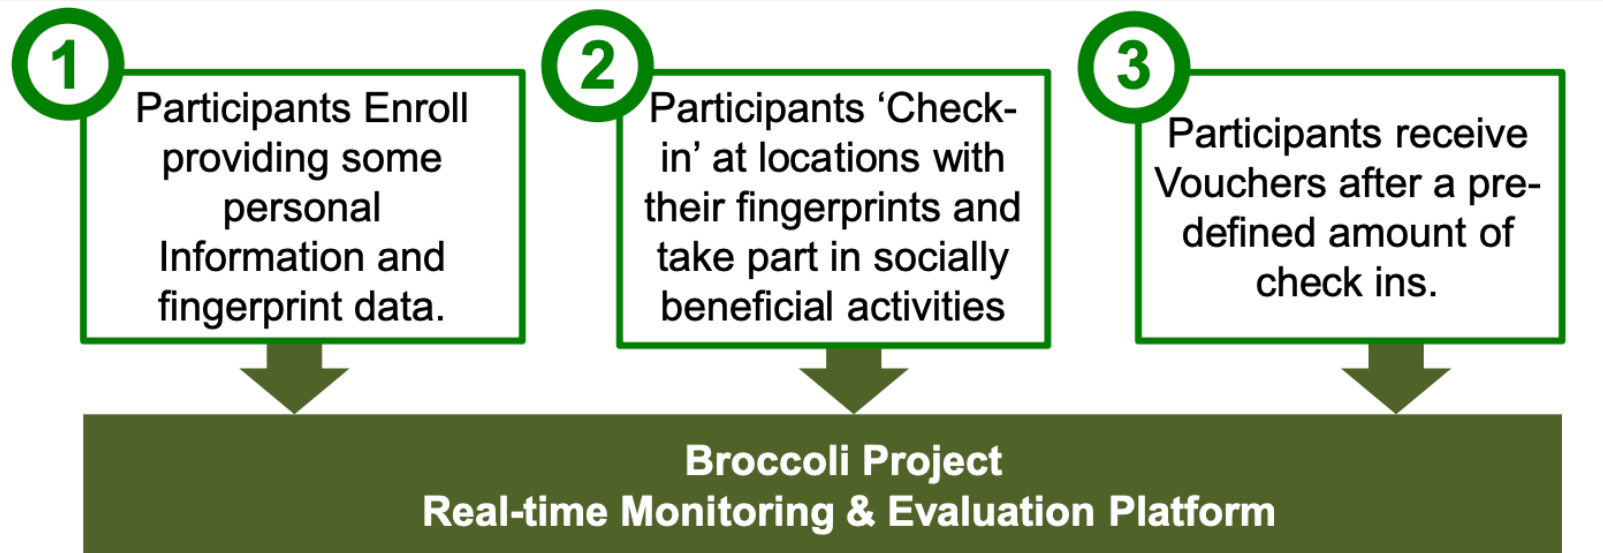 1
Participants Enroll
providing some
personal
Information and
fingerprint data.
2
Participants ‘Check-
in’ at locations with
their fingerprints and
take part in socially
beneficial activities
3
Participants receive
Vouchers after a pre-
defined amount of
check ins.
Broccoli Project
Real-time Monitoring & Evaluation Platform